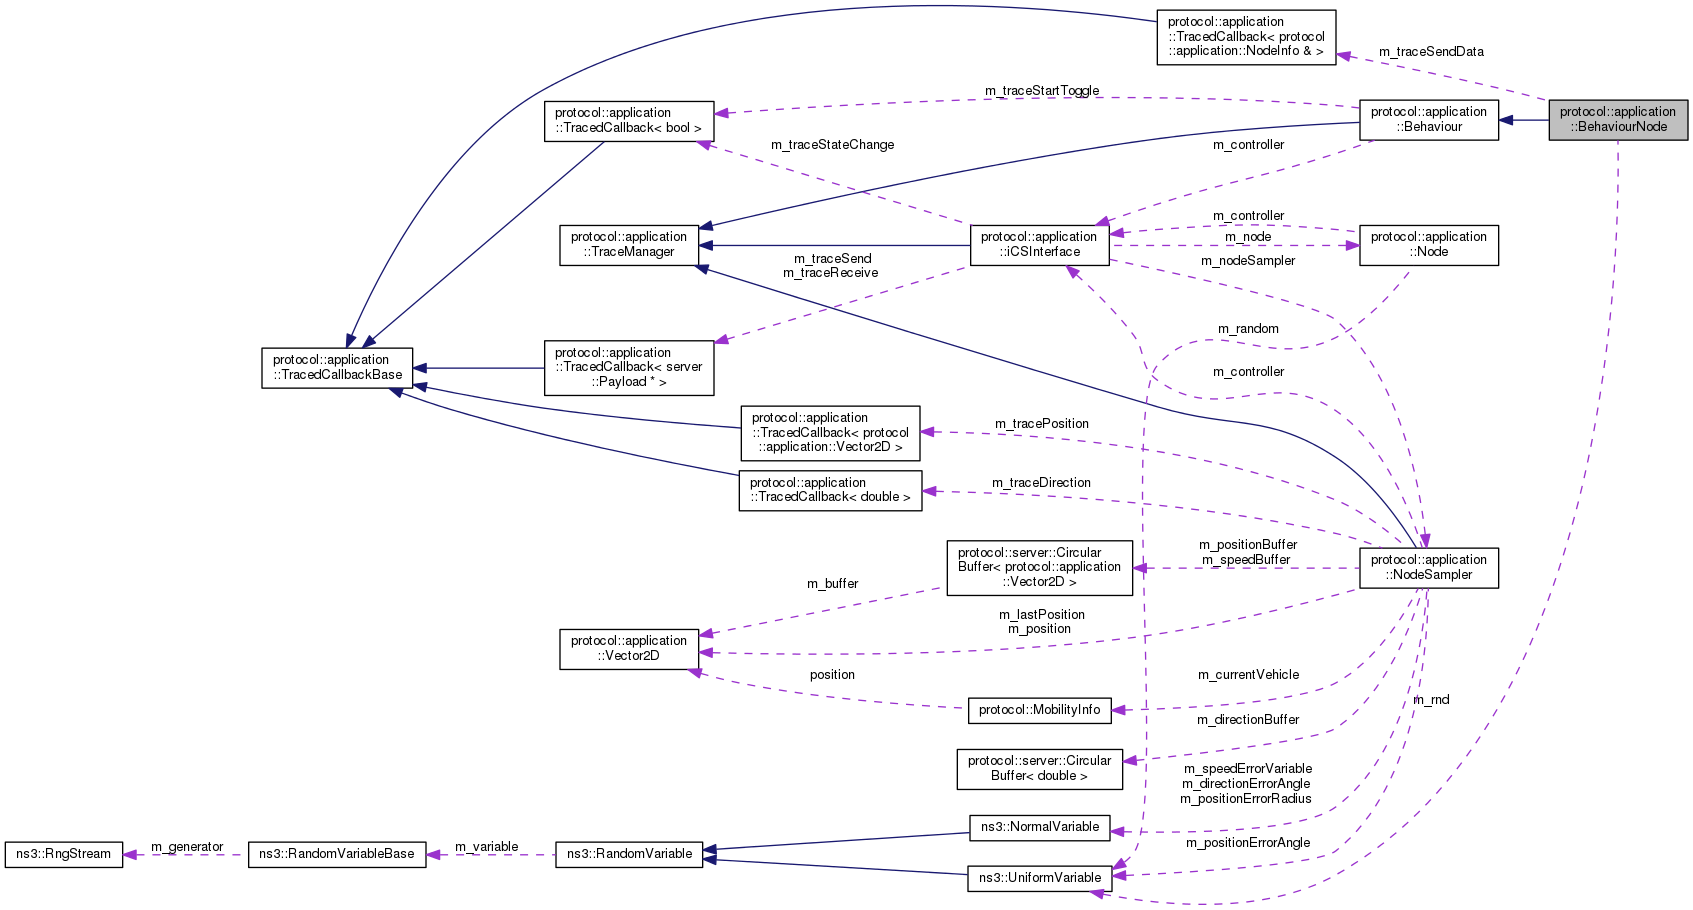 protocol::application
::TracedCallback< protocol
::application::NodeInfo & >
m_traceSendData
m_traceStartToggle
protocol::application
::TracedCallback< bool >
protocol::application
::Behaviour
protocol::application
::BehaviourNode
m_traceStateChange
m_controller
protocol::application
::TraceManager
protocol::application
::iCSInterface
m_controller
m_node
m_nodeSampler
protocol::application
::Node
m_traceSend
m_traceReceive
protocol::application
::TracedCallbackBase
protocol::application
::TracedCallback< server
::Payload * >
m_random
m_controller
protocol::application
::TracedCallback< protocol
::application::Vector2D >
m_tracePosition
protocol::application
::TracedCallback< double >
m_traceDirection
protocol::server::Circular
Buffer< protocol::application
::Vector2D >
m_positionBuffer
m_speedBuffer
protocol::application
::NodeSampler
m_buffer
protocol::application
::Vector2D
m_lastPosition
m_position
position
protocol::MobilityInfo
m_currentVehicle
m_rnd
m_directionBuffer
protocol::server::Circular
Buffer< double >
m_speedErrorVariable
m_directionErrorAngle
m_positionErrorRadius
ns3::NormalVariable
m_positionErrorAngle
ns3::RngStream
m_generator
ns3::RandomVariableBase
m_variable
ns3::RandomVariable
ns3::UniformVariable